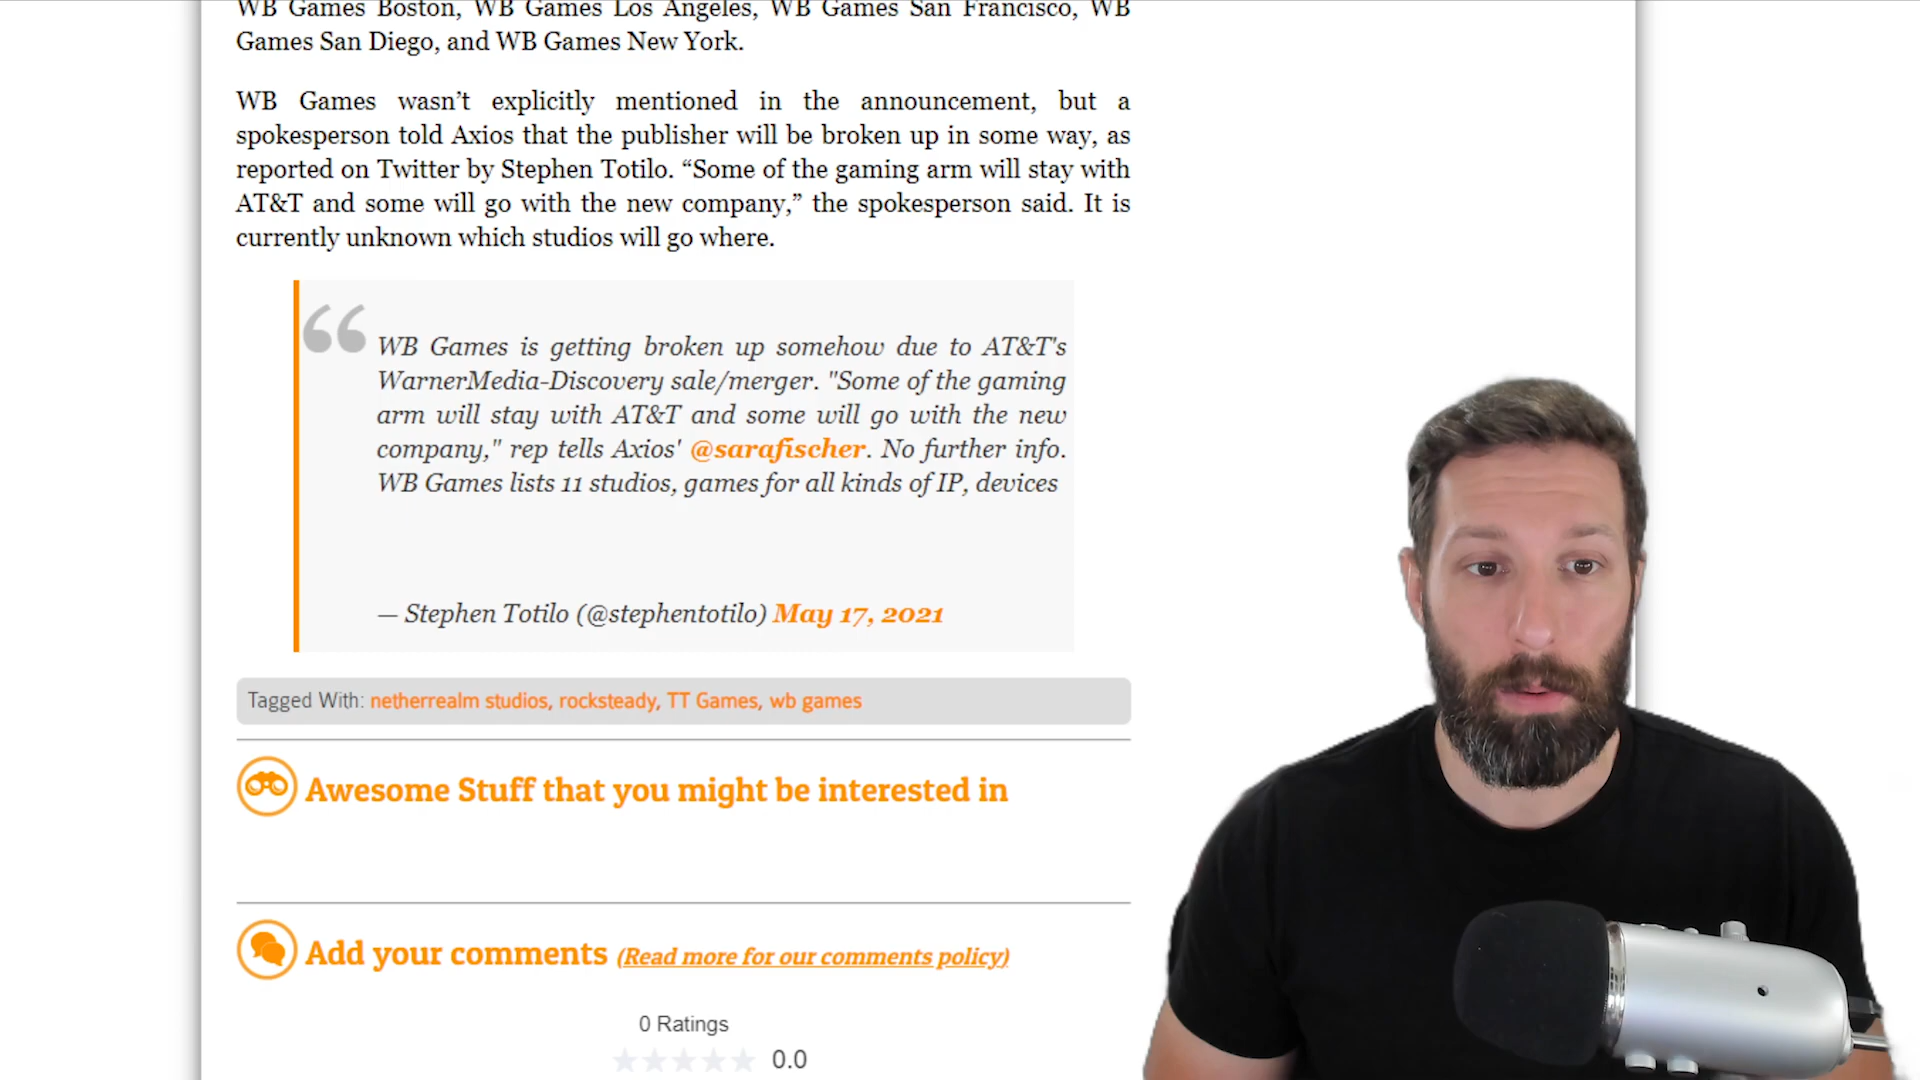 WB Games Boston, WB Games Los Angeles, WB Games San Francisco, WB
Games San Diego, and WB Games New York.
WB Games wasn’t explicitly mentioned in the announcement, but a
spokesperson told Axios that the publisher will be broken up in some way, as
reported on Twitter by Stephen Totilo. “Some of the gaming arm will stay with
AT&T and some will go with the new company,” the spokesperson said. It is
currently unknown which studios will go where.
“
WB Games is getting broken up somehow due to AT&T's
WarnerMedia-Discovery sale/merger. "Some of the gaming
arm will stay with AT&T and some will go with the new
company," rep tells Axios' @sarafischer. No further info.
WB Games lists 11 studios, games for all kinds of IP, devices
— Stephen Totilo (@stephentotilo) May 17, 2021
Tagged With: netherrealm studios, rocksteady, TT Games, wb games
Awesome Stuff that you might be interested in
Add your comments (Read more for our comments policy)
0 Ratings
0.0